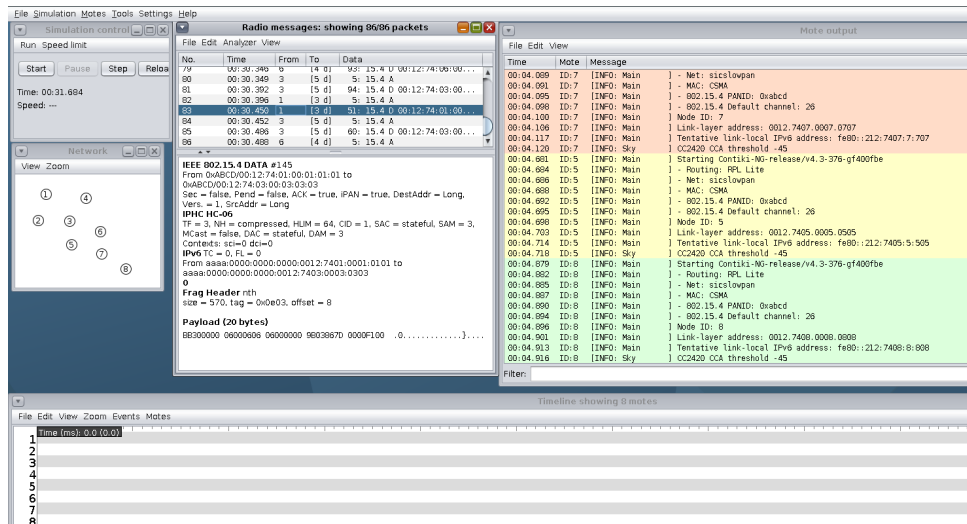 File Simulation Motes Tools Settings Help
Simulation control
Run Speed limit
Start Pause Step Reloa
Time: 00:31.684
Speed: ---
Network
View Zoom
1
4
2
3
6
5
7
8
Radio messages: showing 86/86 packets
File Edit Analyzer View
No. Time From To Data
79 00:30.346 6 [4 d] 93: 15.4 D 00:12:74:06:00...
80 00:30.349 3 [5 d] 5: 15.4 A
81 00:30.392 3 [5 d] 94: 15.4 D 00:12:74:03:00...
82 00:30.396 1 [3 d] 5: 15.4 A
83 00:30.450 1 [3 d] 51: 15.4 D 00:12:74:01:00...
84 00:30.452 3 [5 d] 5: 15.4 A
85 00:30.486 3 [5 d] 60: 15.4 D 00:12:74:03:00...
86 00:30.488 6 [4 d] 5: 15.4 A
IEEE 802.15.4 DATA #145
From 0xABCD/00:12:74:01:00:01:01:01 to
0xABCD/00:12:74:03:00:03:03:03
Sec = false, Pend = false, ACK = true, iPAN = true, DestAddr = Long,
Vers. = 1, SrcAddr = Long
IPHC HC-06
TF = 3, NH = compressed, HLIM = 64, CID = 1, SAC = stateful, SAM = 3,
MCast = false, DAC = stateful, DAM = 3
Contexts: sci=0 dci=0
IPv6 TC = 0, FL = 0
From aaaa:0000:0000:0000:0012:7401:0001:0101 to
aaaa:0000:0000:0000:0012:7403:0003:0303
0
Frag Header nth
size = 570, tag = 0x0e03, offset = 8
Payload (20 bytes)
BB300000 06000606 06000000 9B03867D 0000F100 .0.............}....
Mote output
File Edit View
Time Mote Message
00:04.089 ID:7 [INFO: Main ] - Net: sicslowpan
00:04.091 ID:7 [INFO: Main ] - MAC: CSMA
00:04.095 ID:7 [INFO: Main ] - 802.15.4 PANID: 0xabcd
00:04.098 ID:7 [INFO: Main ] - 802.15.4 Default channel: 26
00:04.100 ID:7 [INFO: Main ] Node ID: 7
00:04.106 ID:7 [INFO: Main ] Link-layer address: 0012.7407.0007.0707
00:04.117 ID:7 [INFO: Main ] Tentative link-local IPv6 address: fe80::212:7407:7:707
00:04.120 ID:7 [INFO: Sky ] CC2420 CCA threshold -45
00:04.681 ID:5 [INFO: Main ] Starting Contiki-NG-release/v4.3-376-gf400fbe
00:04.684 ID:5 [INFO: Main ] - Routing: RPL Lite
00:04.686 ID:5 [INFO: Main ] - Net: sicslowpan
00:04.688 ID:5 [INFO: Main ] - MAC: CSMA
00:04.692 ID:5 [INFO: Main ] - 802.15.4 PANID: 0xabcd
00:04.695 ID:5 [INFO: Main ] - 802.15.4 Default channel: 26
00:04.698 ID:5 [INFO: Main ] Node ID: 5
00:04.703 ID:5 [INFO: Main ] Link-layer address: 0012.7405.0005.0505
00:04.714 ID:5 [INFO: Main ] Tentative link-local IPv6 address: fe80::212:7405:5:505
00:04.718 ID:5 [INFO: Sky ] CC2420 CCA threshold -45
00:04.879 ID:8 [INFO: Main ] Starting Contiki-NG-release/v4.3-376-gf400fbe
00:04.882 ID:8 [INFO: Main ] - Routing: RPL Lite
00:04.885 ID:8 [INFO: Main ] - Net: sicslowpan
00:04.887 ID:8 [INFO: Main ] - MAC: CSMA
00:04.890 ID:8 [INFO: Main ] - 802.15.4 PANID: 0xabcd
00:04.894 ID:8 [INFO: Main ] - 802.15.4 Default channel: 26
00:04.896 ID:8 [INFO: Main ] Node ID: 8
00:04.901 ID:8 [INFO: Main ] Link-layer address: 0012.7408.0008.0808
00:04.913 ID:8 [INFO: Main ] Tentative link-local IPv6 address: fe80::212:7408:8:808
00:04.916 ID:8 [INFO: Sky ] CC2420 CCA threshold -45
Filter:
Timeline showing 8 motes
File Edit View Zoom Events Motes
Time (ms): 0.0 (0.0)
1
2
3
4
5
6
7
8